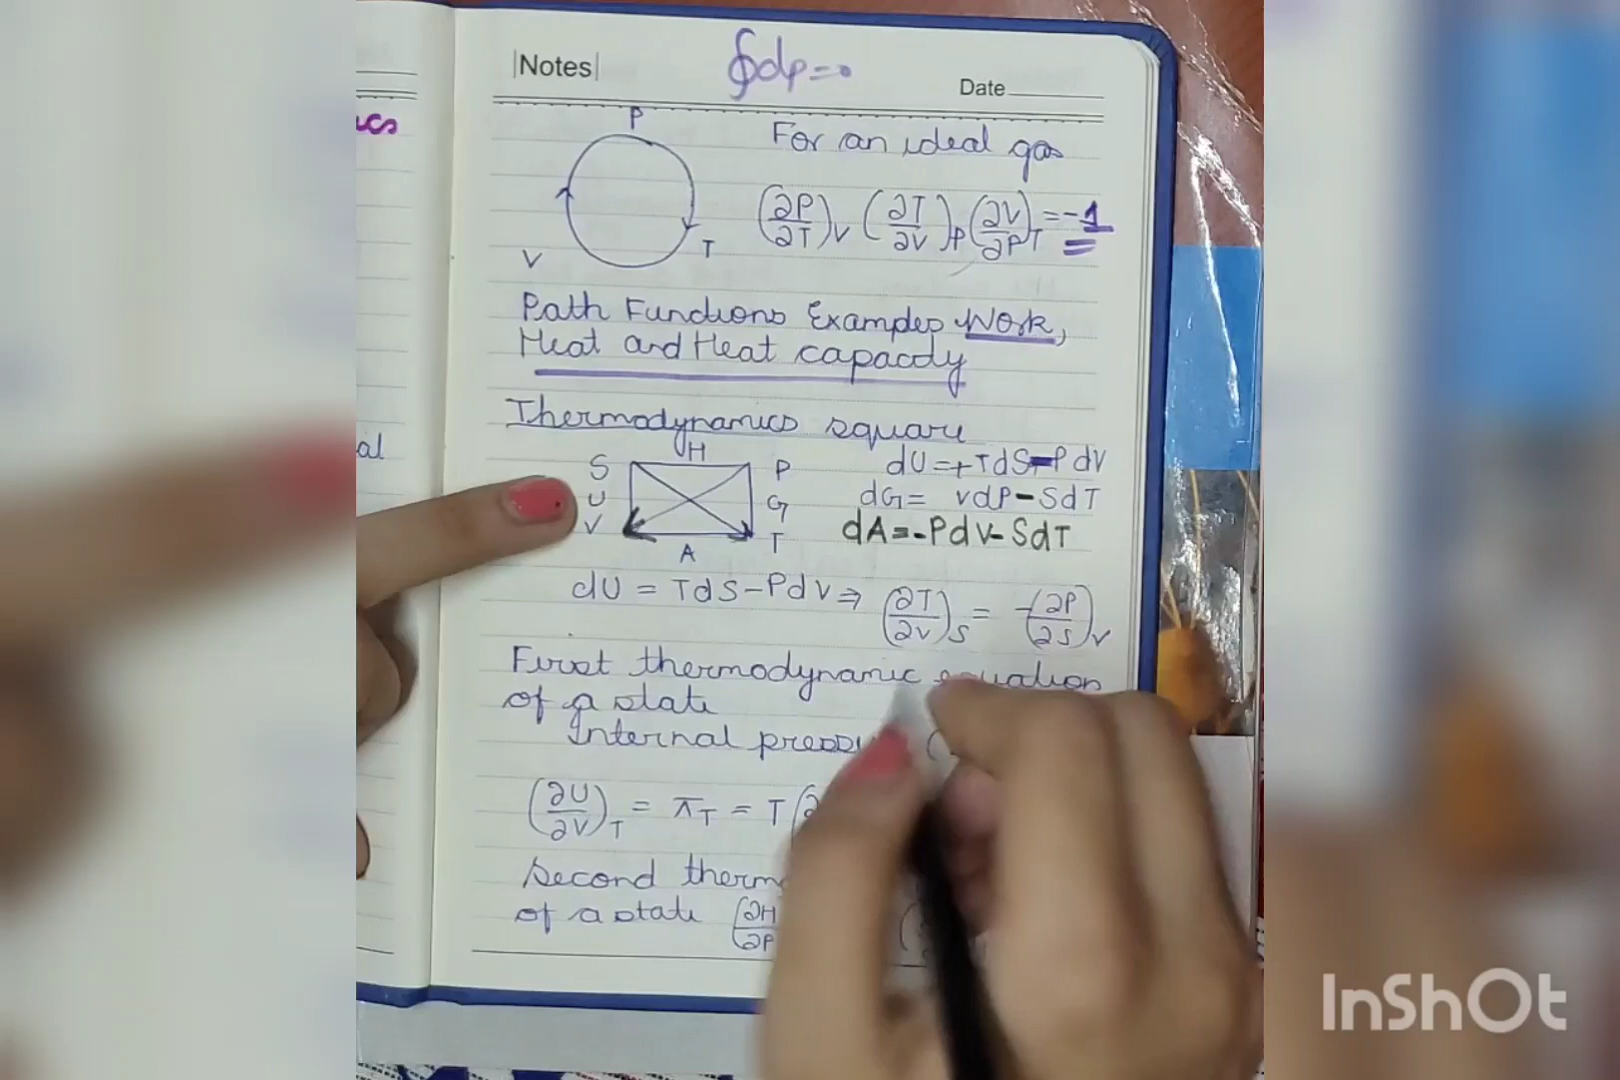 |Notes|
∮dp=0
Date
ics
P
For an ideal gas
(∂P/∂T)V (∂T/∂V)P (∂V/∂P)T = -1
V
T
Path Functions Examples Work,
Heat and Heat capacity
al
Thermodynamics square
S H P
U G
V A T
dU=+TdS-PdV
dG= VdP-SdT
dA=-PdV-SdT
dU = TdS-PdV ⇒ (∂T/∂V)S = -(∂P/∂S)V
First thermodynamic equation
of a state
Internal
(∂U/∂V)T = πT = T
Second
of a state (∂H/∂P
InShOt